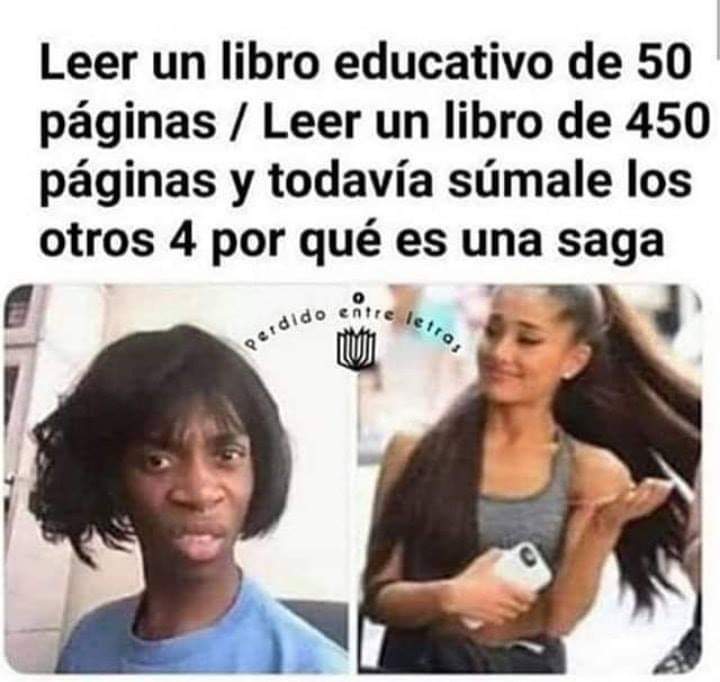 Leer un libro educativo de 50
páginas / Leer un libro de 450
páginas y todavía súmale los
otros 4 por qué es una saga
Perdido entre letras